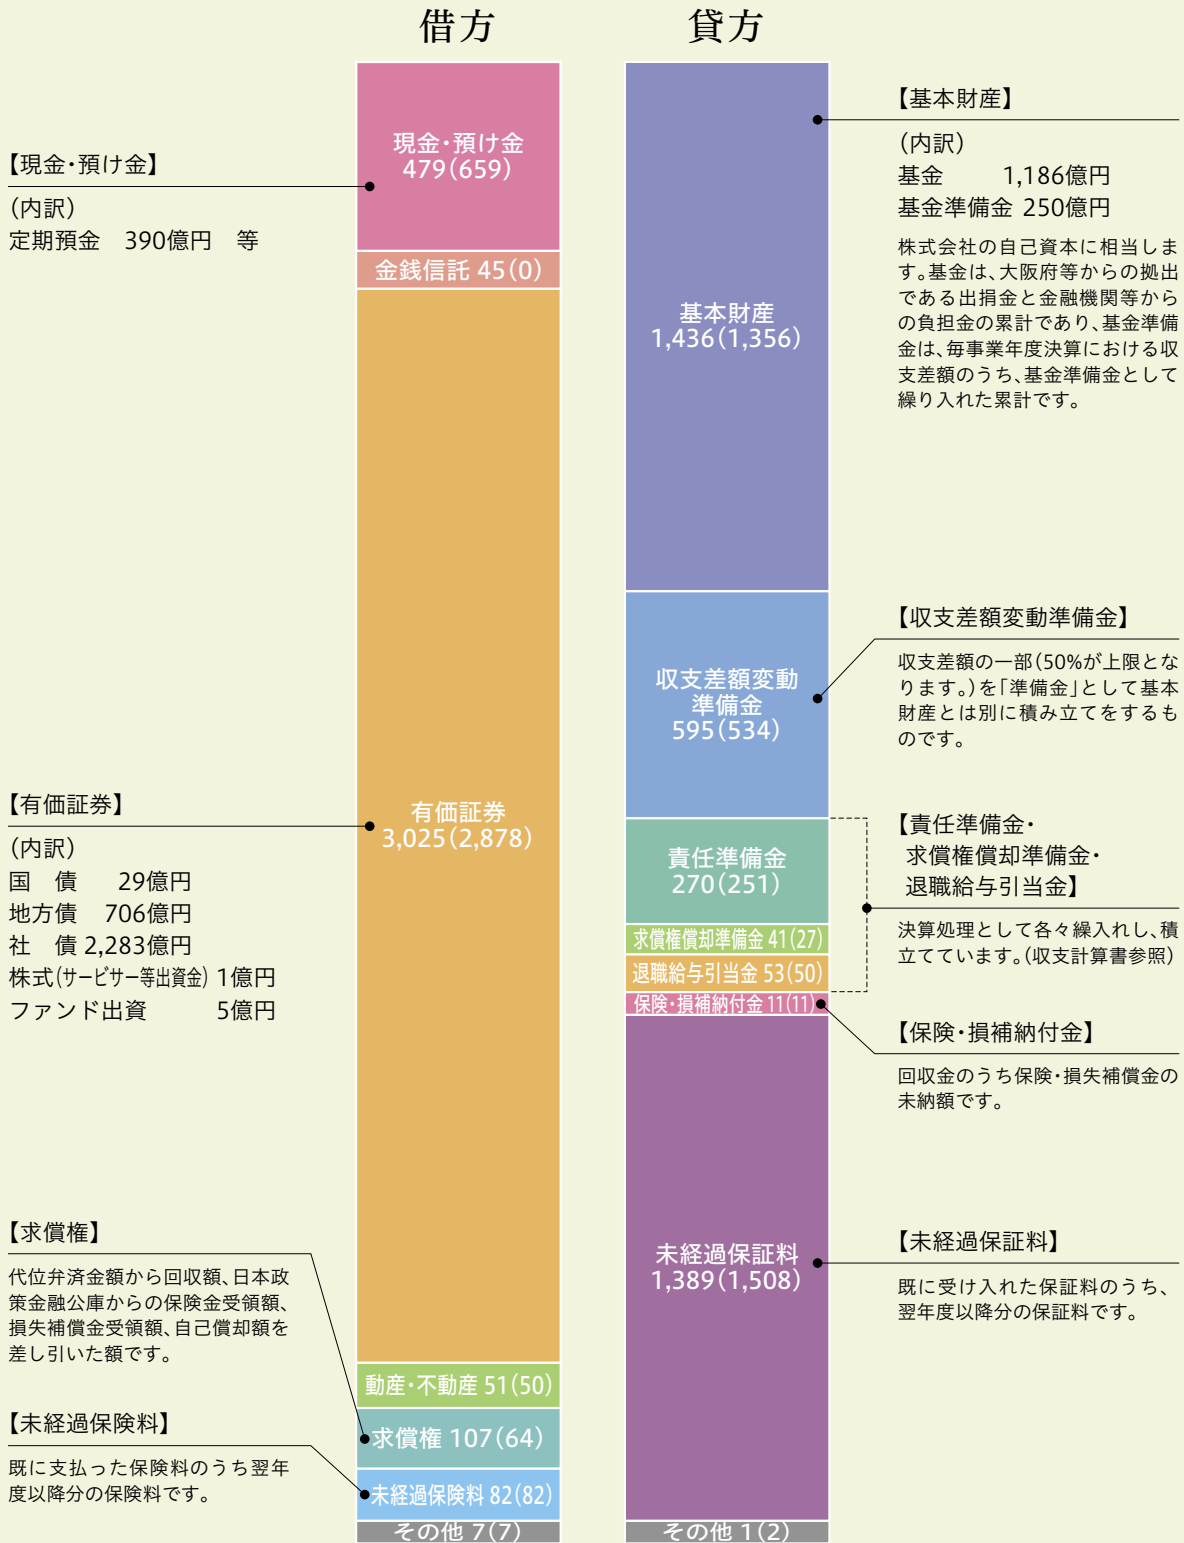 借方
貸方
【現金・預け金】
(内訳)
定期預金　390億円　等
【有価証券】
(内訳)
国　債　　29億円
地方債　706億円
社　債 2,283億円
株式(サービサー等出資金) 1億円
ファンド出資　　　5億円
【求償権】
代位弁済金額から回収額、日本政
策金融公庫からの保険金受領額、
損失補償金受領額、自己償却額を
差し引いた額です。
【未経過保険料】
既に支払った保険料のうち翌年
度以降分の保険料です。
現金・預け金
479(659)
金銭信託 45(0)
有価証券
3,025(2,878)
動産・不動産 51(50)
求償権 107(64)
未経過保険料 82(82)
その他 7(7)
基本財産
1,436(1,356)
収支差額変動
準備金
595(534)
責任準備金
270(251)
求償権償却準備金 41(27)
退職給与引当金 53(50)
保険・損補納付金 11(11)
未経過保証料
1,389(1,508)
その他 1(2)
【基本財産】
(内訳)
基金　　1,186億円
基金準備金 250億円
株式会社の自己資本に相当しま
す。基金は、大阪府等からの拠出
である出捐金と金融機関等から
の負担金の累計であり、基金準備
金は、毎事業年度決算における収
支差額のうち、基金準備金として
繰り入れた累計です。
【収支差額変動準備金】
収支差額の一部(50%が上限とな
ります。)を「準備金」として基本
財産とは別に積み立てをするも
のです。
【責任準備金・
求償権償却準備金・
退職給与引当金】
決算処理として各々繰入れし、積
立てています。(収支計算書参照)
【保険・損補納付金】
回収金のうち保険・損失補償金の
未納額です。
【未経過保証料】
既に受け入れた保証料のうち、
翌年度以降分の保証料です。